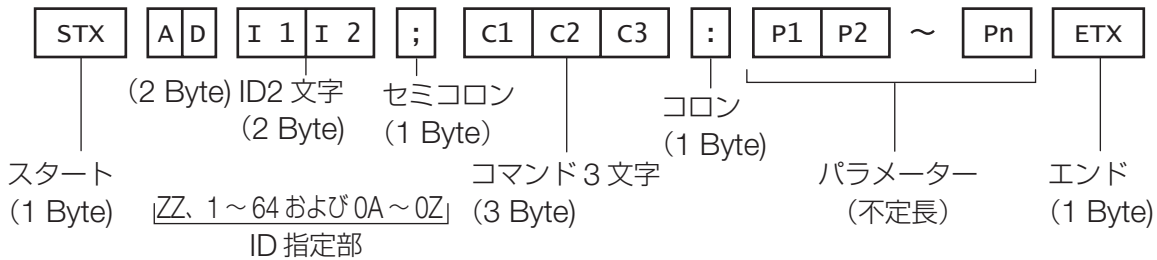 STX A D I 1 I 2 ; C1 C2 C3 : P1 P2 ～ Pn ETX
(2 Byte) ID2 文字 セミコロン コロン
(2 Byte) (1 Byte) (1 Byte)
スタート コマンド 3 文字 パラメーター エンド
(1 Byte) ZZ、1～64 および 0A～0Z (3 Byte) (不定長) (1 Byte)
ID 指定部